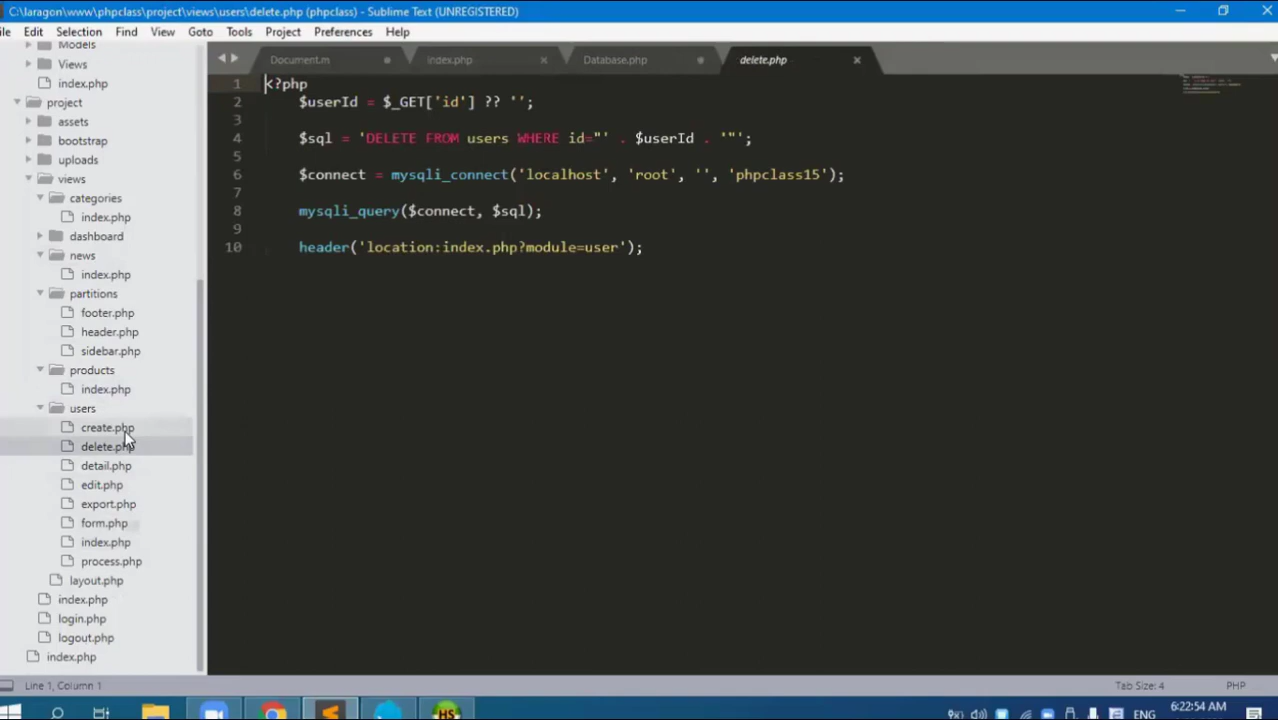 C:\laragon\www\phpclass\project\views\users\delete.php (phpclass) - Sublime Text (UNREGISTERED)
ile Edit Selection Find View Goto Tools Project Preferences Help
Models
Views
index.php
project
assets
bootstrap
uploads
views
categories
index.php
dashboard
news
index.php
partitions
footer.php
header.php
sidebar.php
products
index.php
users
create.php
delete.php
detail.php
edit.php
export.php
form.php
index.php
process.php
layout.php
index.php
login.php
logout.php
index.php
Document.m index.php Database.php delete.php
1 <?php
2 $userId = $_GET['id'] ?? '';
3
4 $sql = 'DELETE FROM users WHERE id="' . $userId . '"';
5
6 $connect = mysqli_connect('localhost', 'root', '', 'phpclass15');
7
8 mysqli_query($connect, $sql);
9
10 header('location:index.php?module=user');
Line 1, Column 1 Tab Size: 4 PHP
HS ENG 6:22:54 AM